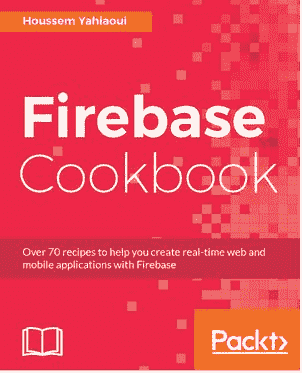 Houssem Yahiaoui
Firebase
Cookbook
Over 70 recipes to help you create real-time web and
mobile applications with Firebase
Packt>